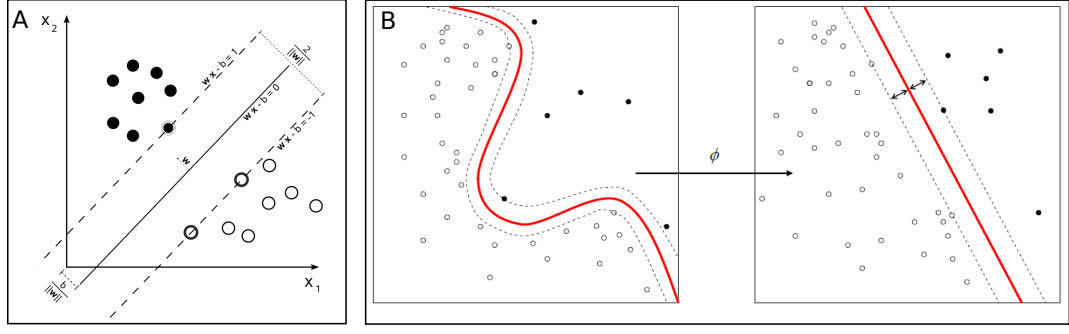 A
x2
w x - b = 1
2
||w||
w x - b = 0
w x - b = -1
w
b
||w||
x1
B
ϕ